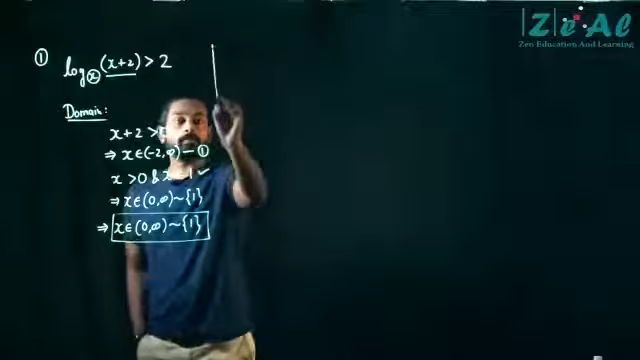 ZeAl
Zen Education And Learning
① log_x (x+2) > 2
Domain:
x+2 >
⇒ x∈(-2,∞) — ①
x > 0 & x 1 ✓
⇒ x∈(0,∞) ~ {1}
⇒ x∈(0,∞) ~ {1}